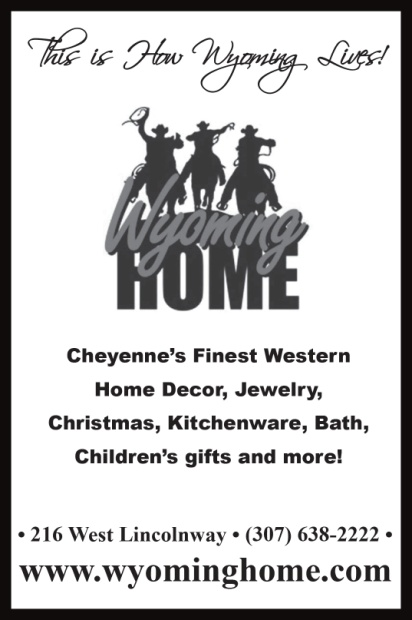 This is How Wyoming Lives!
Wyoming
HOME
Cheyenne’s Finest Western
Home Decor, Jewelry,
Christmas, Kitchenware, Bath,
Children’s gifts and more!
• 216 West Lincolnway • (307) 638-2222 •
www.wyominghome.com